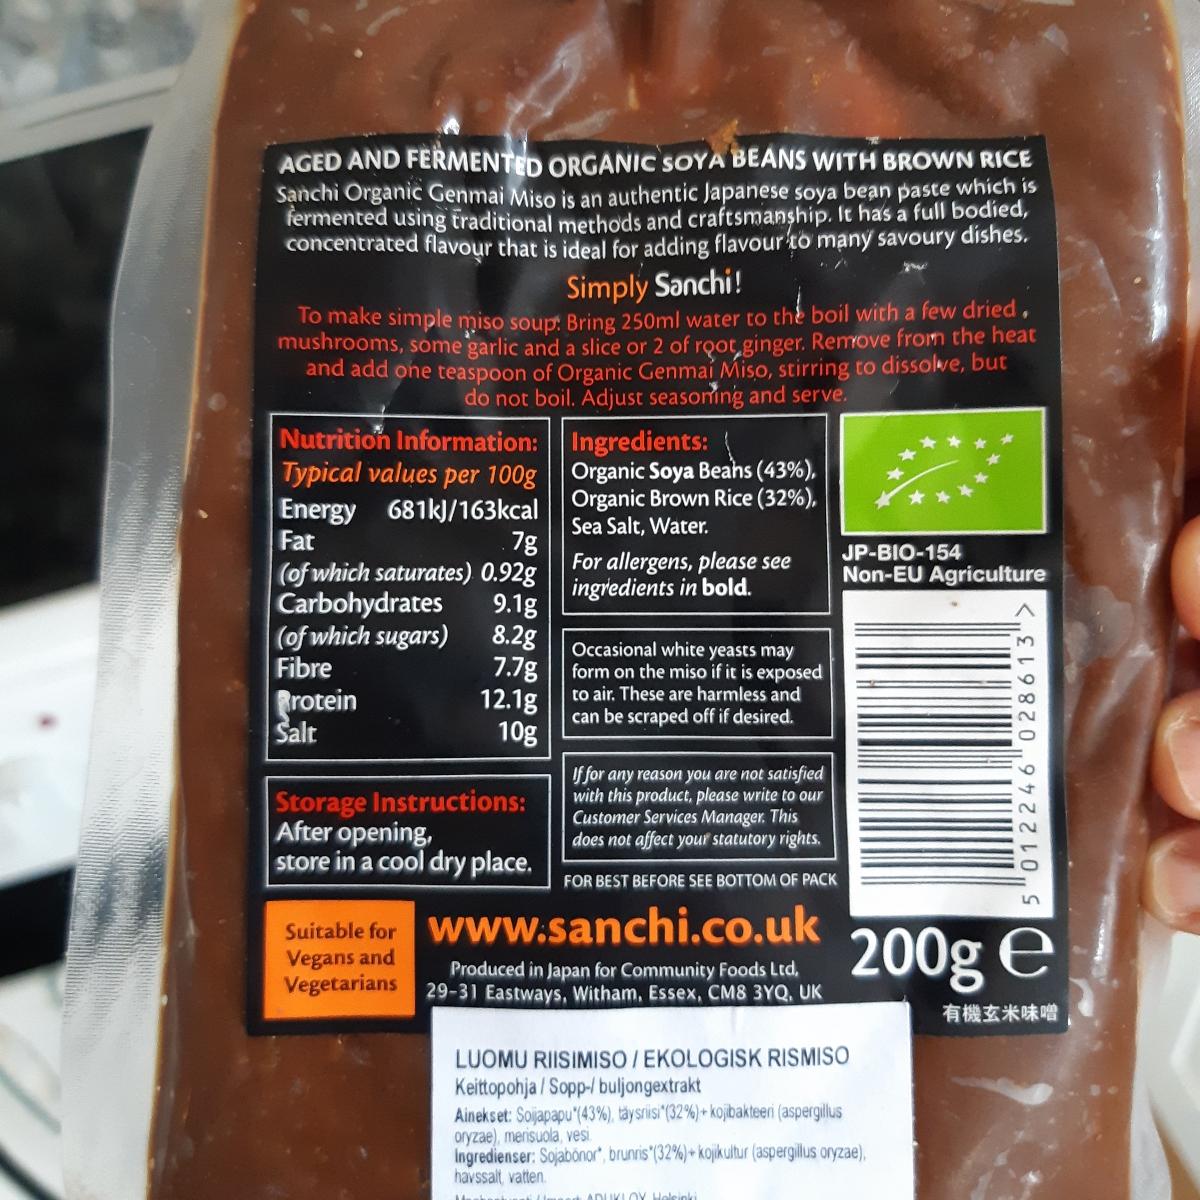 AGED AND FERMENTED ORGANIC SOYA BEANS WITH BROWN RICE
Sanchi Organic Genmai Miso is an authentic Japanese soya bean paste which is
fermented using traditional methods and craftsmanship. It has a full bodied,
concentrated flavour that is ideal for adding flavour to many savoury dishes.
Simply Sanchi!
To make simple miso soup: Bring 250ml water to the boil with a few dried
mushrooms, some garlic and a slice or 2 of root ginger. Remove from the heat
and add one teaspoon of Organic Genmai Miso, stirring to dissolve, but
do not boil. Adjust seasoning and serve.
Nutrition Information:
Typical values per 100g
Energy 681kJ/163kcal
Fat 7g
(of which saturates) 0.92g
Carbohydrates 9.1g
(of which sugars) 8.2g
Fibre 7.7g
Protein 12.1g
Salt 10g
Storage Instructions:
After opening,
store in a cool dry place.
Ingredients:
Organic Soya Beans (43%),
Organic Brown Rice (32%),
Sea Salt, Water.
For allergens, please see
ingredients in bold.
Occasional white yeasts may
form on the miso if it is exposed
to air. These are harmless and
can be scraped off if desired.
If for any reason you are not satisfied
with this product, please write to our
Customer Services Manager. This
does not affect your statutory rights.
FOR BEST BEFORE SEE BOTTOM OF PACK
JP-BIO-154
Non-EU Agriculture
5 012246 028613 >
Suitable for
Vegans and
Vegetarians
www.sanchi.co.uk
Produced in Japan for Community Foods Ltd,
29-31 Eastways, Witham, Essex, CM8 3YQ, UK
200g e
有機玄米味噌
LUOMU RIISIMISO / EKOLOGISK RISMISO
Keittopohja / Sopp-/ buljongextrakt
Ainekset: Soijapapu*(43%), täysriisi*(32%)+ kojibakteeri (aspergillus
oryzae), merisuola, vesi.
Ingredienser: Sojabönor*, brunris*(32%)+ kojikultur (aspergillus oryzae),
havssalt, vatten.
Helsinki